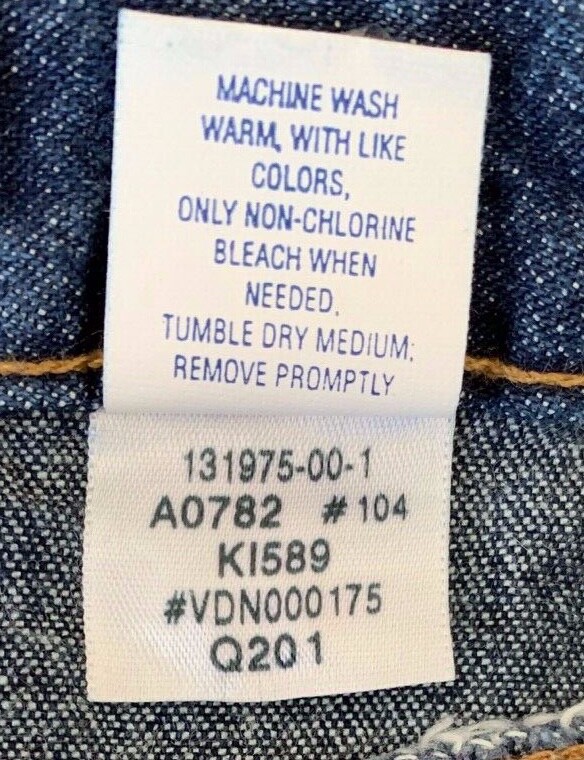 MACHINE WASH
WARM, WITH LIKE
COLORS,
ONLY NON-CHLORINE
BLEACH WHEN
NEEDED,
TUMBLE DRY MEDIUM;
REMOVE PROMPTLY
131975-00-1
A0782 #104
KI589
#VDN000175
Q201